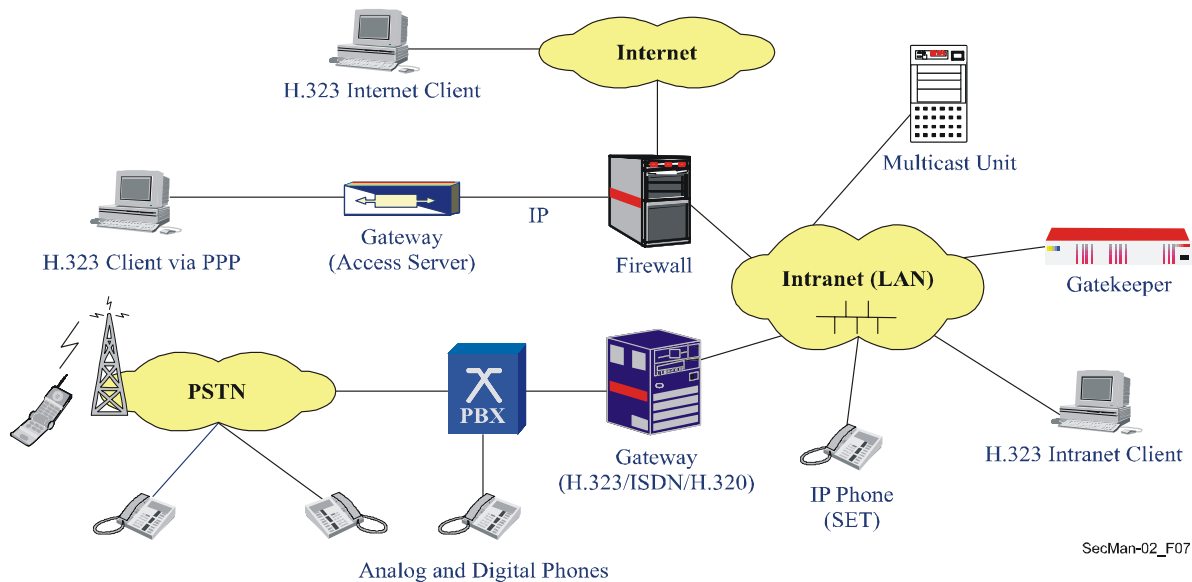 Internet
H.323 Internet Client
Multicast Unit
IP
H.323 Client via PPP
Gateway
(Access Server)
Firewall
Intranet (LAN)
Gatekeeper
PSTN
PBX
Gateway
(H.323/ISDN/H.320)
IP Phone
(SET)
H.323 Intranet Client
Analog and Digital Phones
SecMan-02_F07